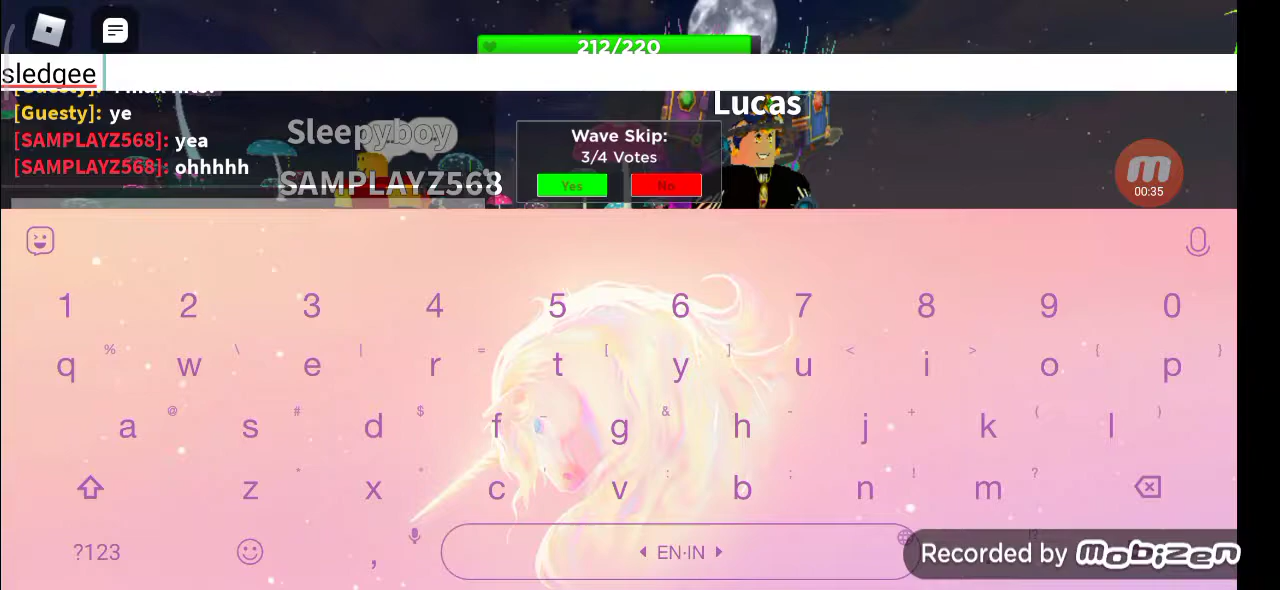 212/220
sledgee
[Guesty]:
[Guesty]: ye
[SAMPLAYZ568]: yea
[SAMPLAYZ568]: ohhhhh
Sleepyboy
SAMPLAYZ568
Wave Skip:
3/4 Votes
Yes No
Lucas
00:35
1 2 3 4 5 6 7 8 9 0
% \ | = [ ] < > { }
q w e r t y u i o p
@ # $ _ & - + ( )
a s d f g h j k l
* " ' : ; ! ?
z x c v b n m
?123 , EN·IN
Recorded by mobizen